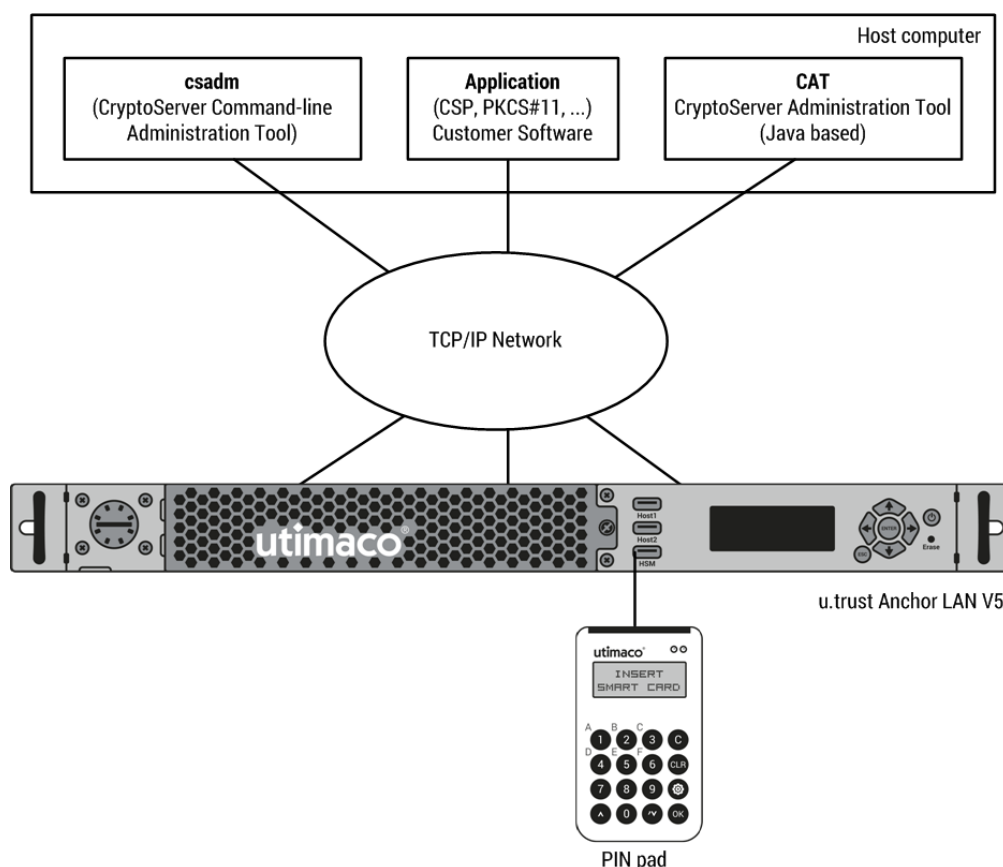 Host computer
csadm
(CryptoServer Command-line
Administration Tool)
Application
(CSP, PKCS#11, ...)
Customer Software
CAT
CryptoServer Administration Tool
(Java based)
TCP/IP Network
utimaco®
Host1
Host2
HSM
ENTER
ESC
Erase
u.trust Anchor LAN V5
utimaco®
INSERT
SMART CARD
A B C
1 2 3 C
D E F
4 5 6 CLR
7 8 9
0 OK
PIN pad